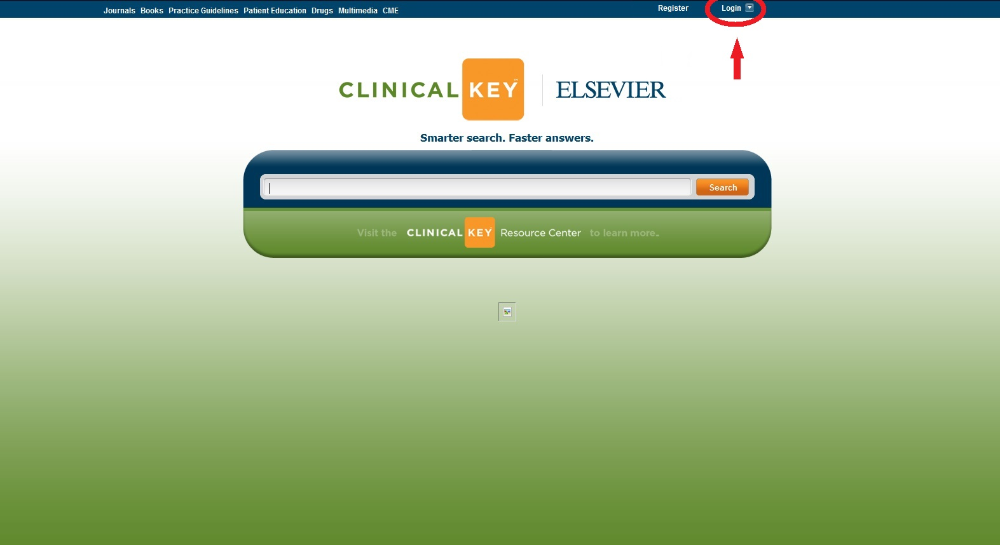 Journals Books Practice Guidelines Patient Education Drugs Multimedia CME Register Login
CLINICAL KEY™ ELSEVIER
Smarter search. Faster answers.
Search
Visit the CLINICAL KEY Resource Center to learn more.